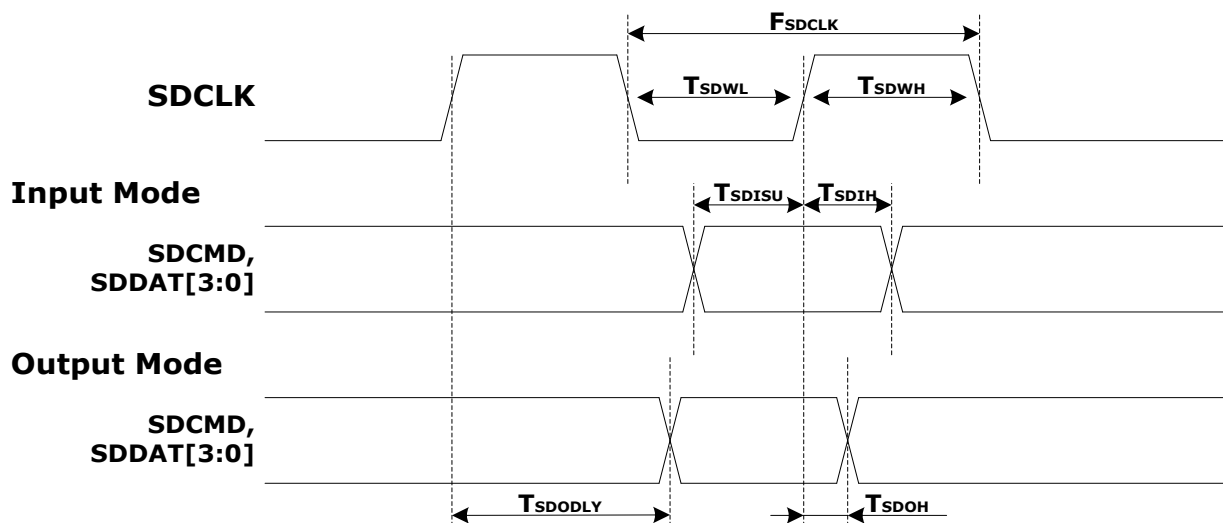 FSDCLK
SDCLK
TSDWL
TSDWH
Input Mode
TSDISU
TSDIH
SDCMD,
SDDAT[3:0]
Output Mode
SDCMD,
SDDAT[3:0]
TSDODLY
TSDOH